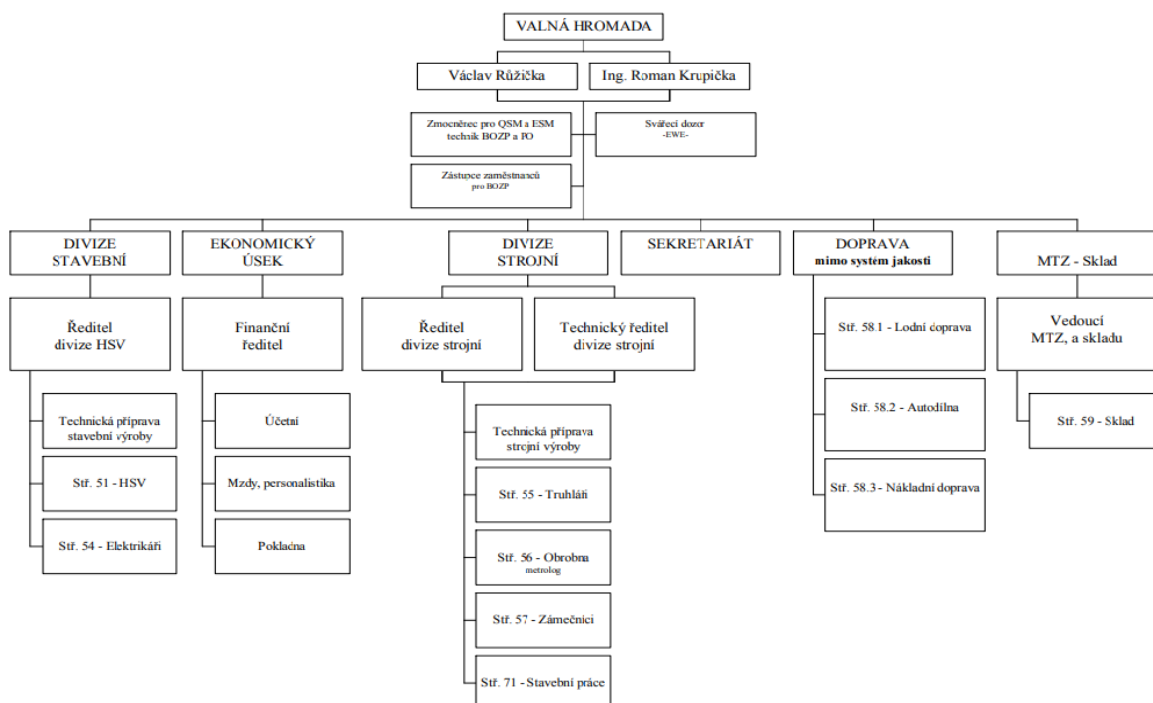 VALNÁ HROMADA
Václav Růžička
Ing. Roman Krupička
Zmocněrec pro QSM a ESM
technik BOZP a PO
Svářecí dozor
-EWE-
Zástupce zaměstnanců
pro BOZP
DIVIZE
STAVEBNÍ
EKONOMICKÝ
ÚSEK
DIVIZE
STROJNÍ
SEKRETARIÁT
DOPRAVA
mimo systém jakosti
MTZ - Sklad
Ředitel
divize HSV
Finanční
ředitel
Ředitel
divize strojní
Technický ředitel
divize strojní
Stř. 58.1 - Lodní doprava
Vedoucí
MTZ, a skladu
Technická příprava
stavební výroby
Účetní
Technická příprava
strojní výroby
Stř. 58.2 - Autodílna
Stř. 59 - Sklad
Stř. 51 - HSV
Mzdy, personalistika
Stř. 55 - Truhláři
Stř. 58.3 - Nákladní doprava
Stř. 54 - Elektrikáři
Pokladna
Stř. 56 - Obrobna
metrolog
Stř. 57 - Zámečníci
Stř. 71 - Stavební práce